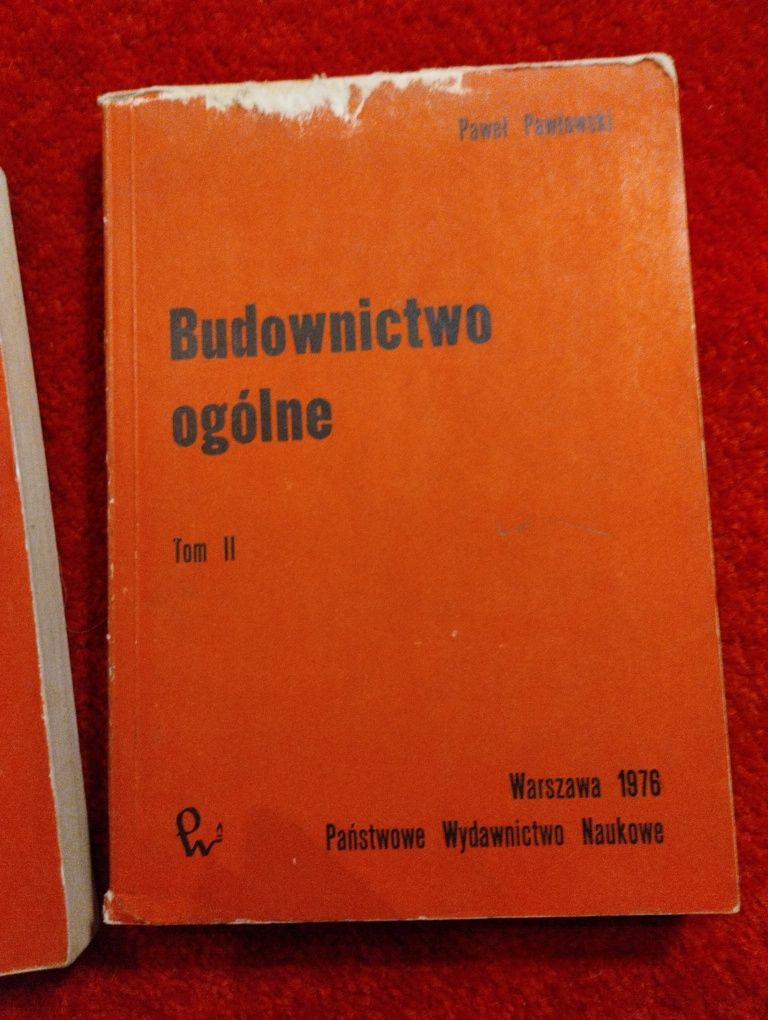 Paweł Pawłowski
Budownictwo
ogólne
Tom II
Warszawa 1976
Państwowe Wydawnictwo Naukowe